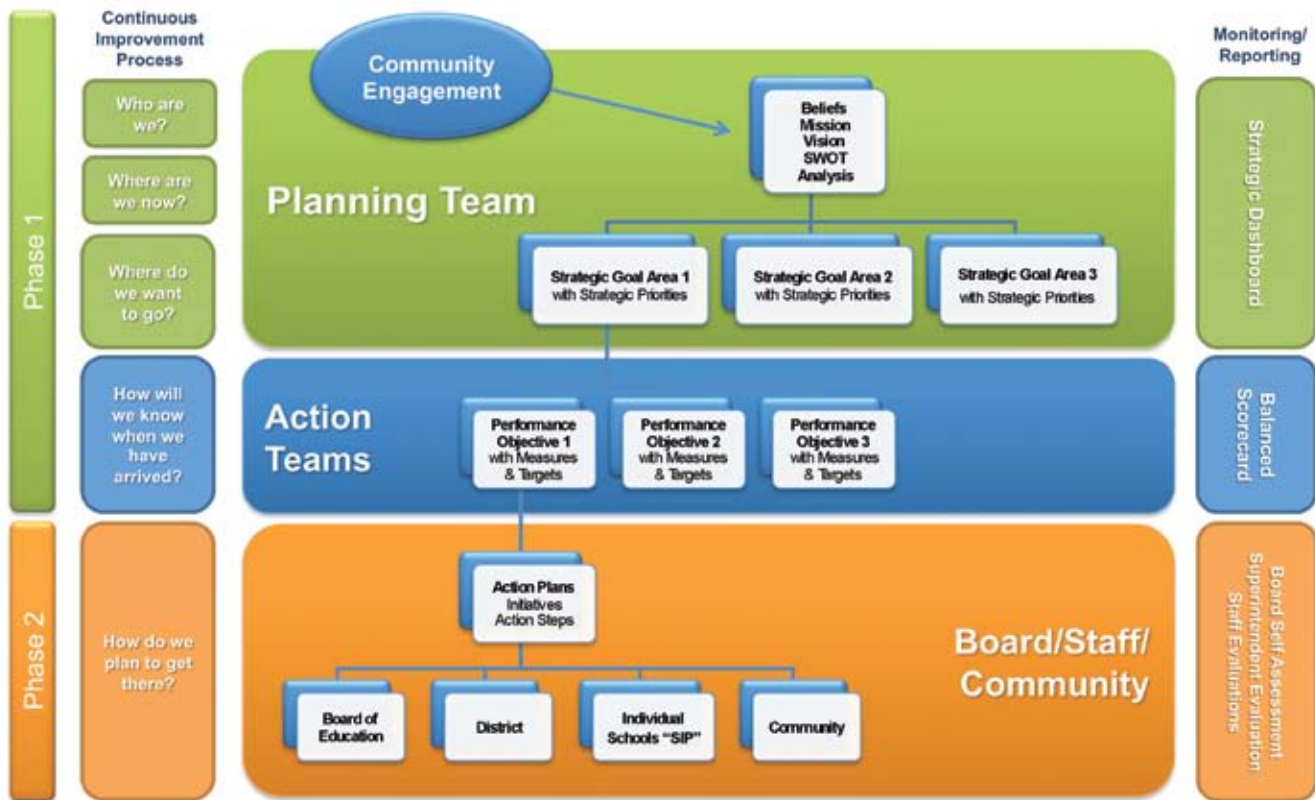 Continuous
Improvement
Process
Monitoring/
Reporting
Phase 1
Who are
we?
Where are
we now?
Where do
we want
to go?
How will
we know
when we
have
arrived?
Community
Engagement
Beliefs
Mission
Vision
SWOT
Analysis
Planning Team
Strategic Goal Area 1
with Strategic Priorities
Strategic Goal Area 2
with Strategic Priorities
Strategic Goal Area 3
with Strategic Priorities
Strategic Dashboard
Action
Teams
Performance
Objective 1
with Measures
& Targets
Performance
Objective 2
with Measures
& Targets
Performance
Objective 3
with Measures
& Targets
Balanced
Scorecard
Phase 2
How do we
plan to get
there?
Action Plans
Initiatives
Action Steps
Board/Staff/
Community
Board of
Education
District
Individual
Schools “SIP”
Community
Board Self Assessment
Superintendent Evaluation
Staff Evaluations